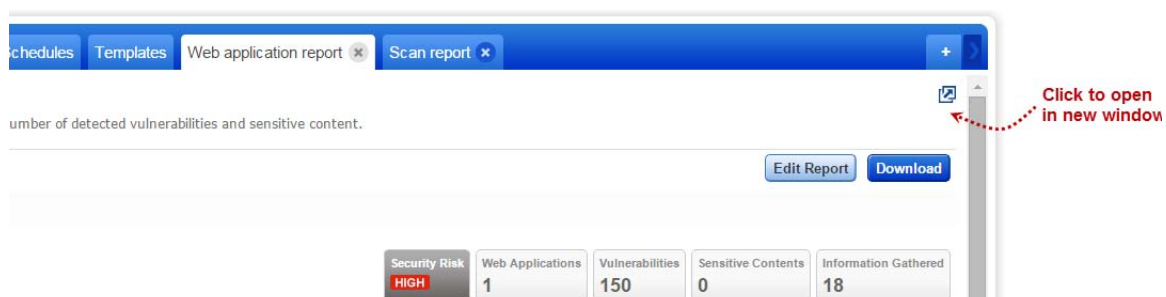 Schedules Templates Web application report Scan report +
Click to open
in new window
umber of detected vulnerabilities and sensitive content.
Edit Report Download
Security Risk Web Applications Vulnerabilities Sensitive Contents Information Gathered
HIGH 1 150 0 18